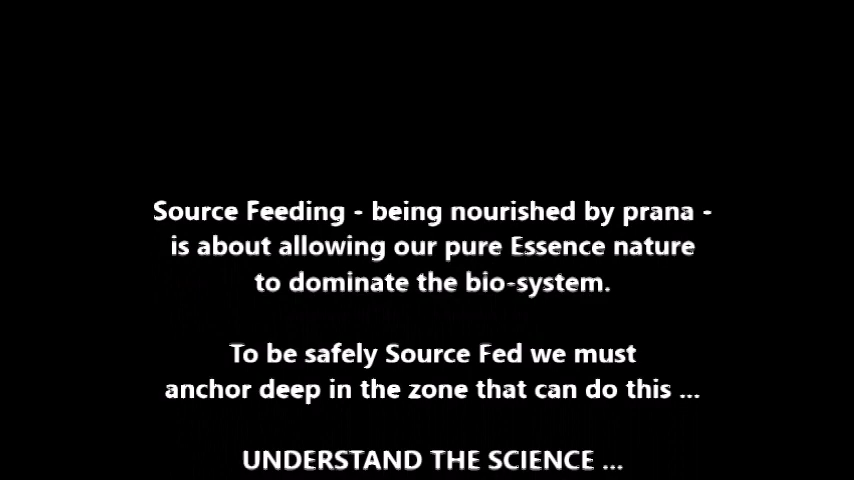 Source Feeding - being nourished by prana -
is about allowing our pure Essence nature
to dominate the bio-system.
To be safely Source Fed we must
anchor deep in the zone that can do this ...
UNDERSTAND THE SCIENCE ...